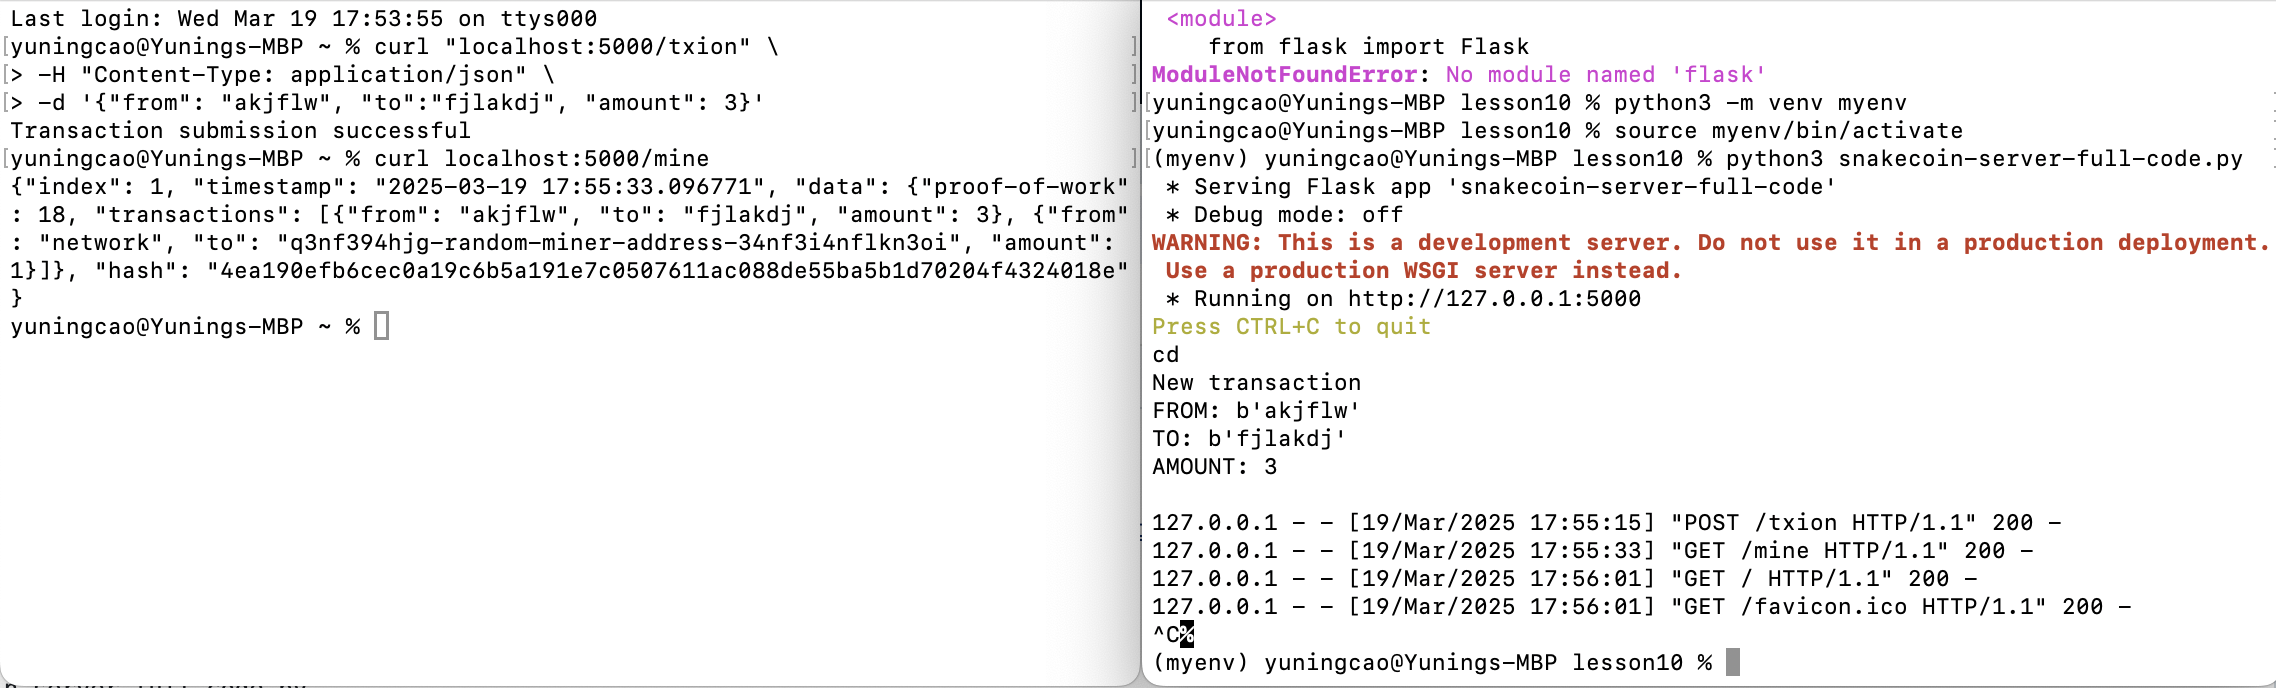 Last login: Wed Mar 19 17:53:55 on ttys000
[yuningcao@Yunings-MBP ~ % curl "localhost:5000/txion" \ ]
[> -H "Content-Type: application/json" \ ]
[> -d '{"from": "akjflw", "to":"fjlakdj", "amount": 3}' ]
Transaction submission successful
[yuningcao@Yunings-MBP ~ % curl localhost:5000/mine ]
{"index": 1, "timestamp": "2025-03-19 17:55:33.096771", "data": {"proof-of-work"
: 18, "transactions": [{"from": "akjflw", "to": "fjlakdj", "amount": 3}, {"from"
: "network", "to": "q3nf394hjg-random-miner-address-34nf3i4nflkn3oi", "amount":
1}]}, "hash": "4ea190efb6cec0a19c6b5a191e7c0507611ac088de55ba5b1d70204f4324018e"
}
yuningcao@Yunings-MBP ~ %
<module>
from flask import Flask
ModuleNotFoundError: No module named 'flask'
[yuningcao@Yunings-MBP lesson10 % python3 -m venv myenv
[yuningcao@Yunings-MBP lesson10 % source myenv/bin/activate
[(myenv) yuningcao@Yunings-MBP lesson10 % python3 snakecoin-server-full-code.py
* Serving Flask app 'snakecoin-server-full-code'
* Debug mode: off
WARNING: This is a development server. Do not use it in a production deployment.
Use a production WSGI server instead.
* Running on http://127.0.0.1:5000
Press CTRL+C to quit
cd
New transaction
FROM: b'akjflw'
TO: b'fjlakdj'
AMOUNT: 3
127.0.0.1 - - [19/Mar/2025 17:55:15] "POST /txion HTTP/1.1" 200 -
127.0.0.1 - - [19/Mar/2025 17:55:33] "GET /mine HTTP/1.1" 200 -
127.0.0.1 - - [19/Mar/2025 17:56:01] "GET / HTTP/1.1" 200 -
127.0.0.1 - - [19/Mar/2025 17:56:01] "GET /favicon.ico HTTP/1.1" 200 -
^C%
(myenv) yuningcao@Yunings-MBP lesson10 %